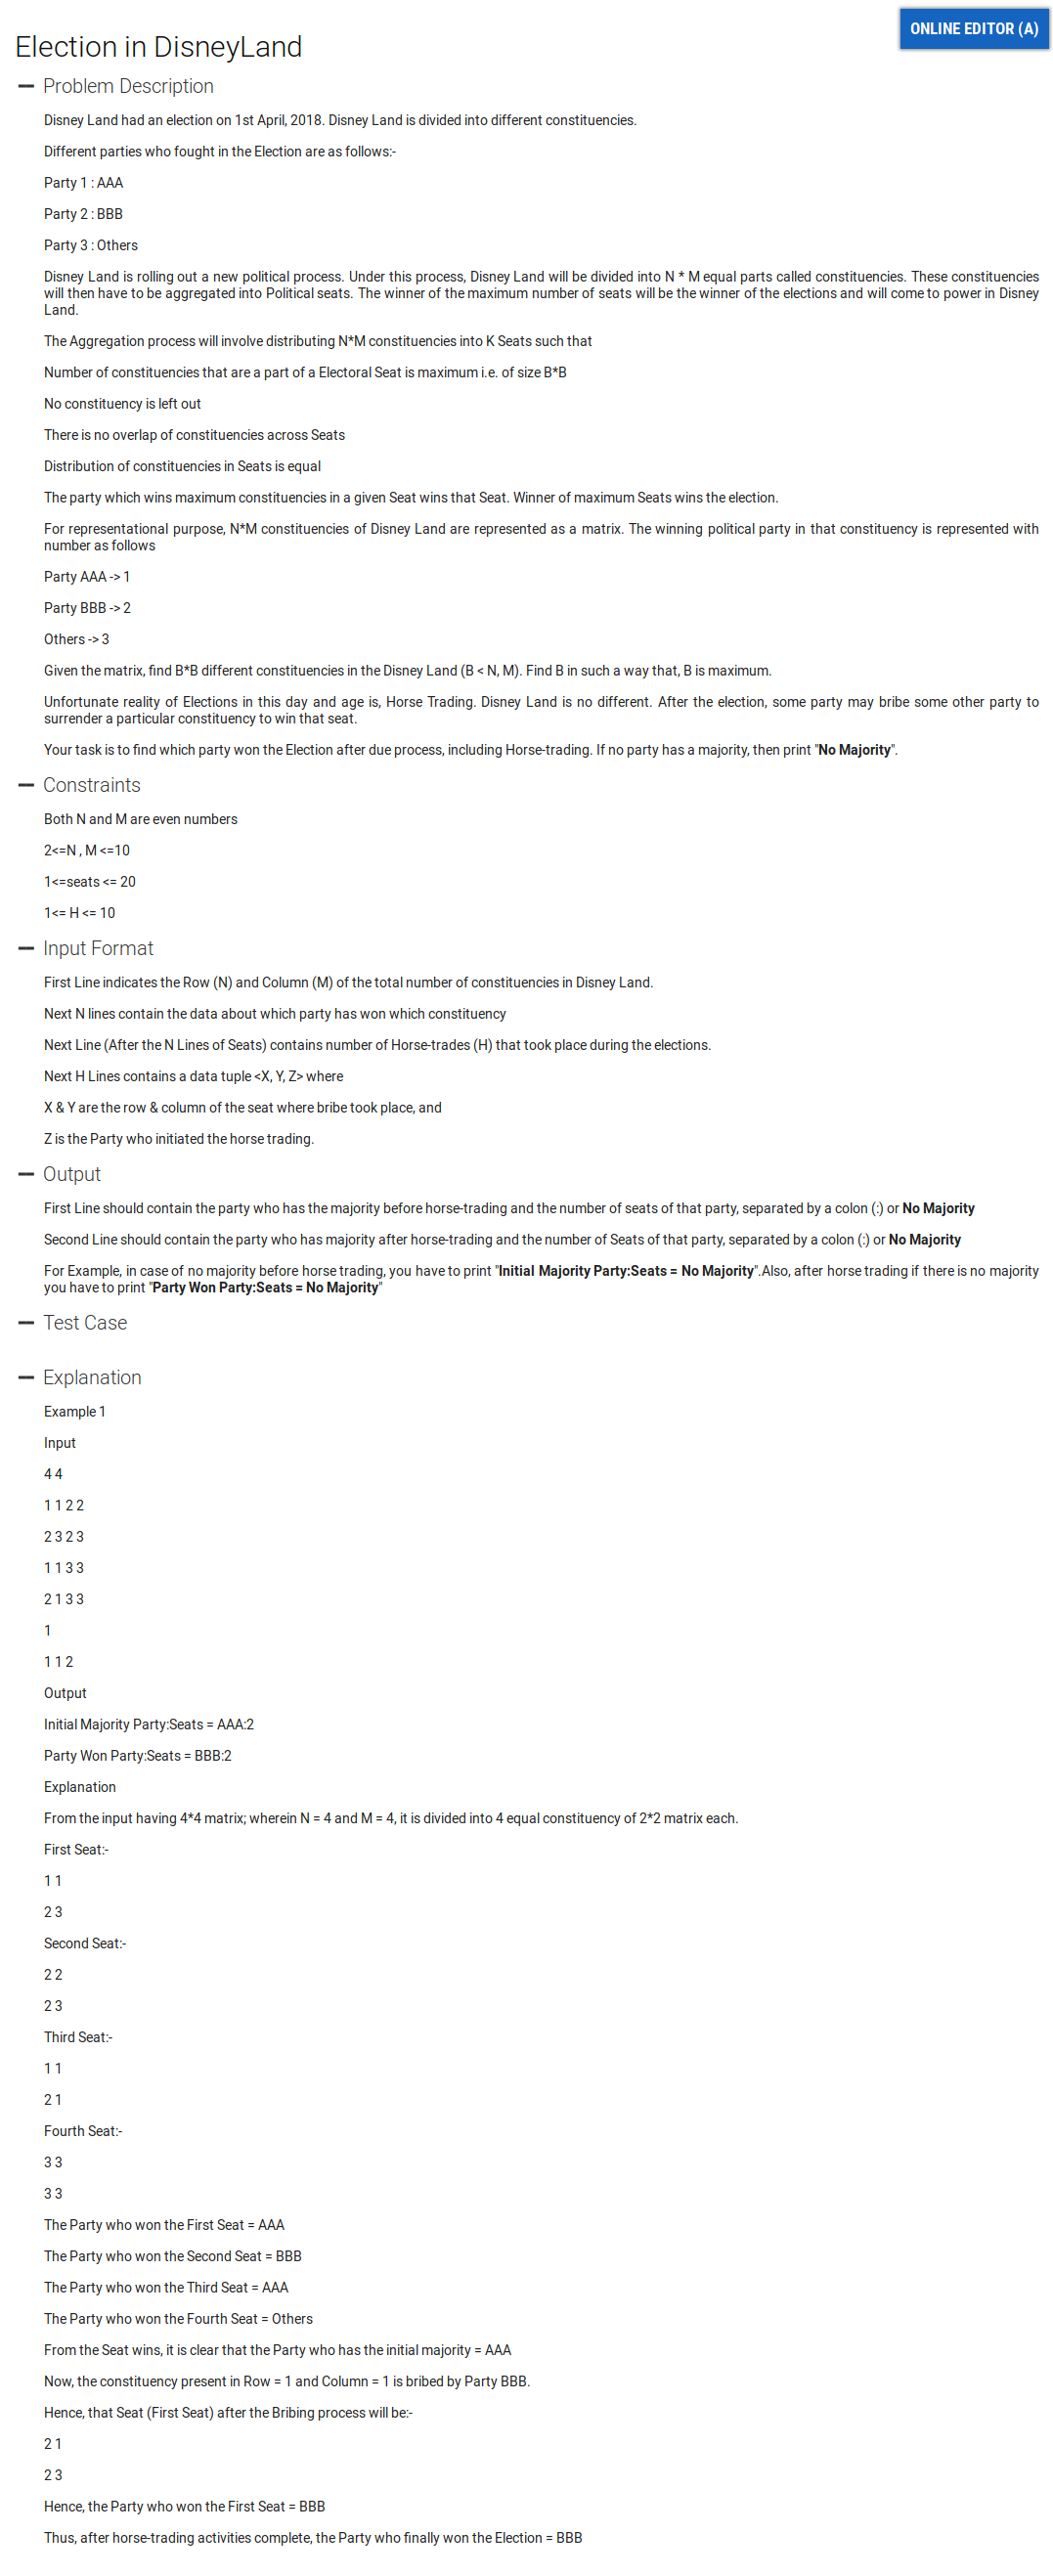 ONLINE EDITOR (A)
Election in DisneyLand
Problem Description
Disney Land had an election on 1st April, 2018. Disney Land is divided into different constituencies.
Different parties who fought in the Election are as follows:-
Party 1 : AAA
Party 2 : BBB
Party 3 : Others
Disney Land is rolling out a new political process. Under this process, Disney Land will be divided into N * M equal parts called constituencies. These constituencies
will then have to be aggregated into Political seats. The winner of the maximum number of seats will be the winner of the elections and will come to power in Disney
Land.
The Aggregation process will involve distributing N*M constituencies into K Seats such that
Number of constituencies that are a part of a Electoral Seat is maximum i.e. of size B*B
No constituency is left out
There is no overlap of constituencies across Seats
Distribution of constituencies in Seats is equal
The party which wins maximum constituencies in a given Seat wins that Seat. Winner of maximum Seats wins the election.
For representational purpose, N*M constituencies of Disney Land are represented as a matrix. The winning political party in that constituency is represented with
number as follows
Party AAA -> 1
Party BBB -> 2
Others -> 3
Given the matrix, find B*B different constituencies in the Disney Land (B < N, M). Find B in such a way that, B is maximum.
Unfortunate reality of Elections in this day and age is, Horse Trading. Disney Land is no different. After the election, some party may bribe some other party to
surrender a particular constituency to win that seat.
Your task is to find which party won the Election after due process, including Horse-trading. If no party has a majority, then print "No Majority".
Constraints
Both N and M are even numbers
2<=N , M <=10
1<=seats <= 20
1<= H <= 10
Input Format
First Line indicates the Row (N) and Column (M) of the total number of constituencies in Disney Land.
Next N lines contain the data about which party has won which constituency
Next Line (After the N Lines of Seats) contains number of Horse-trades (H) that took place during the elections.
Next H Lines contains a data tuple <X, Y, Z> where
X & Y are the row & column of the seat where bribe took place, and
Z is the Party who initiated the horse trading.
Output
First Line should contain the party who has the majority before horse-trading and the number of seats of that party, separated by a colon (:) or No Majority
Second Line should contain the party who has majority after horse-trading and the number of Seats of that party, separated by a colon (:) or No Majority
For Example, in case of no majority before horse trading, you have to print "Initial Majority Party:Seats = No Majority".Also, after horse trading if there is no majority
you have to print "Party Won Party:Seats = No Majority"
Test Case
Explanation
Example 1
Input
4 4
1 1 2 2
2 3 2 3
1 1 3 3
2 1 3 3
1
1 1 2
Output
Initial Majority Party:Seats = AAA:2
Party Won Party:Seats = BBB:2
Explanation
From the input having 4*4 matrix; wherein N = 4 and M = 4, it is divided into 4 equal constituency of 2*2 matrix each.
First Seat:-
1 1
2 3
Second Seat:-
2 2
2 3
Third Seat:-
1 1
2 1
Fourth Seat:-
3 3
3 3
The Party who won the First Seat = AAA
The Party who won the Second Seat = BBB
The Party who won the Third Seat = AAA
The Party who won the Fourth Seat = Others
From the Seat wins, it is clear that the Party who has the initial majority = AAA
Now, the constituency present in Row = 1 and Column = 1 is bribed by Party BBB.
Hence, that Seat (First Seat) after the Bribing process will be:-
2 1
2 3
Hence, the Party who won the First Seat = BBB
Thus, after horse-trading activities complete, the Party who finally won the Election = BBB